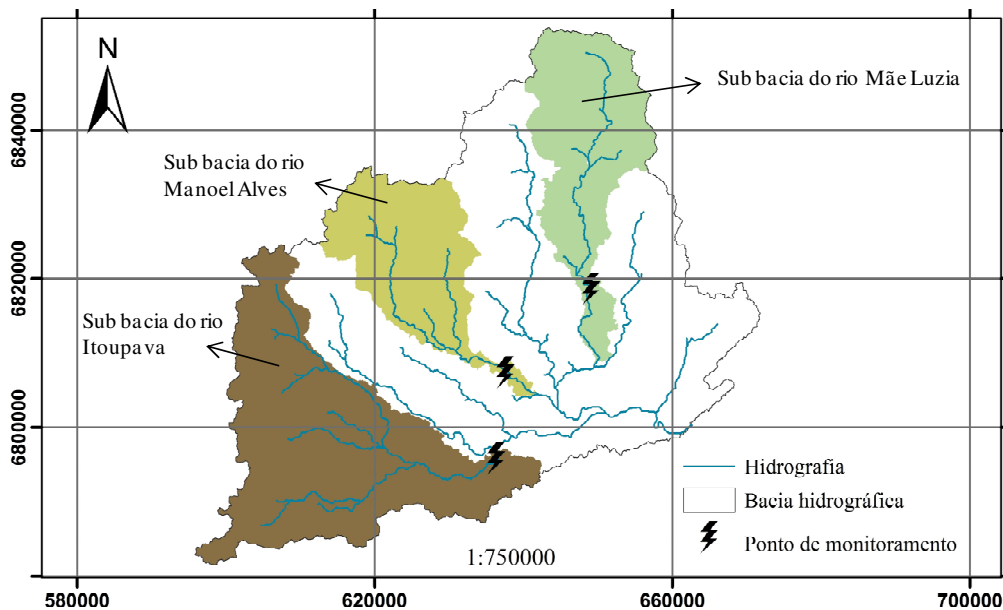 N
Sub bacia do rio Mãe Luzia
Sub bacia do rio
Manoel Alves
Sub bacia do rio
Itoupava
6840000
6820000
6800000
Hidrografia
Bacia hidrográfica
Ponto de monitoramento
1:750000
580000
620000
660000
700000